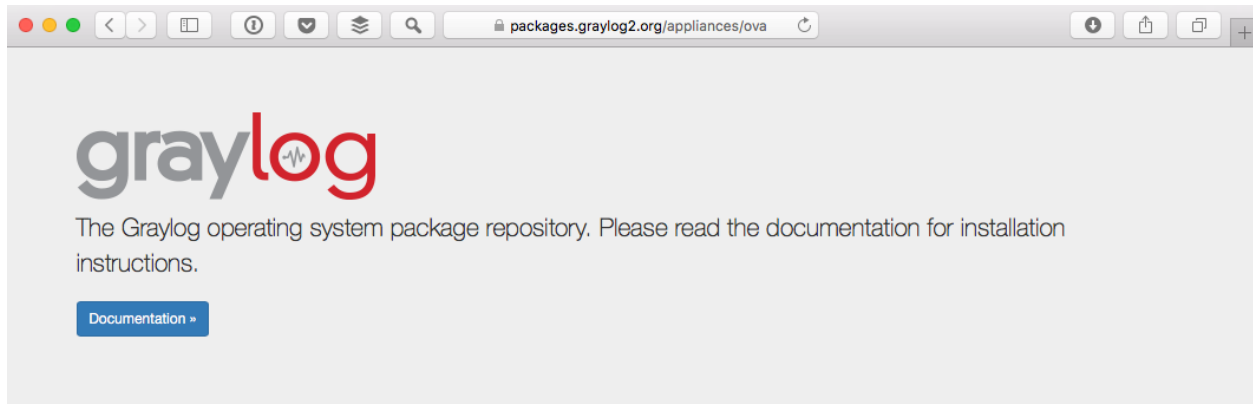 packages.graylog2.org/appliances/ova
graylog
The Graylog operating system package repository. Please read the documentation for installation
instructions.
Documentation »